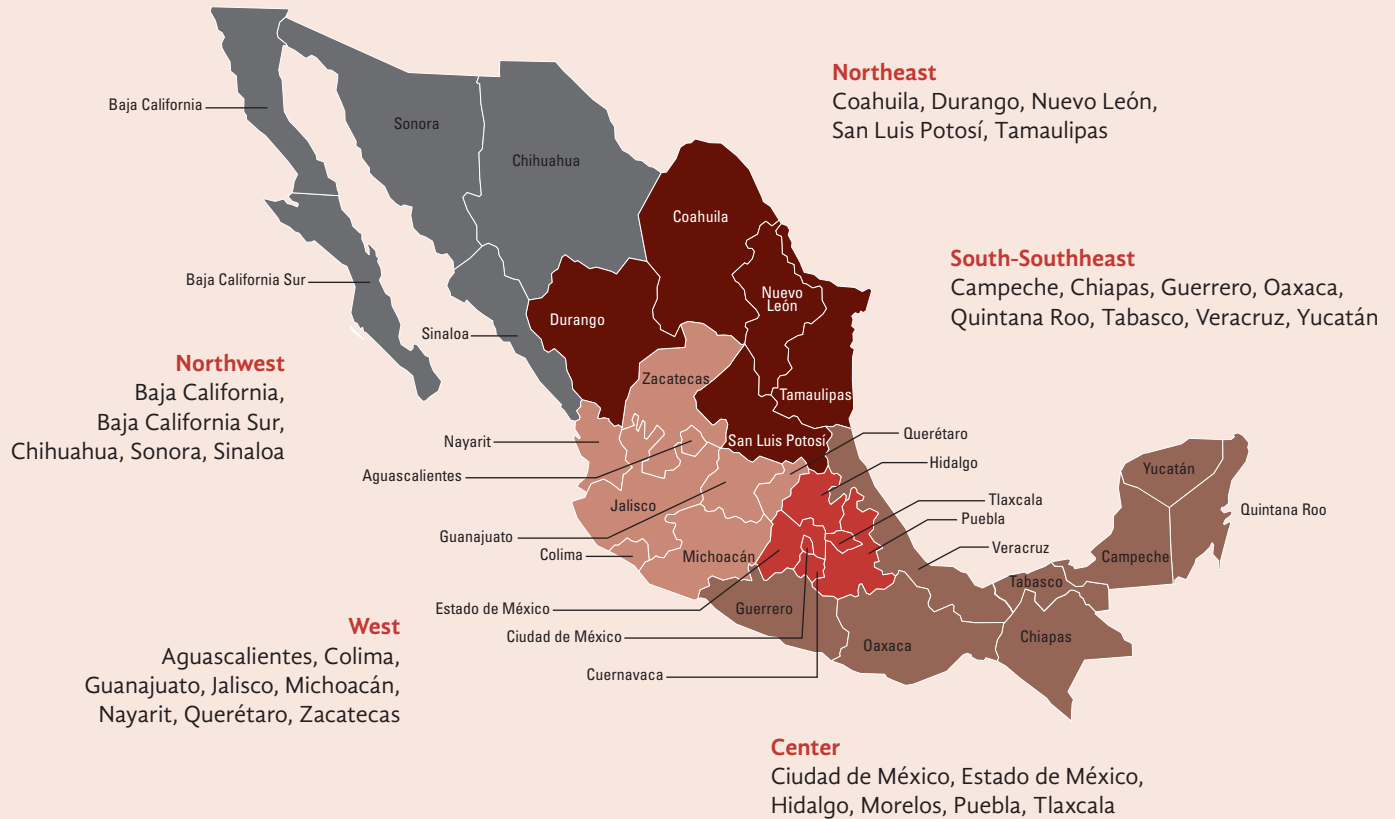 Northeast
Coahuila, Durango, Nuevo León,
San Luis Potosí, Tamaulipas
South-Southheast
Campeche, Chiapas, Guerrero, Oaxaca,
Quintana Roo, Tabasco, Veracruz, Yucatán
Northwest
Baja California,
Baja California Sur,
Chihuahua, Sonora, Sinaloa
West
Aguascalientes, Colima,
Guanajuato, Jalisco, Michoacán,
Nayarit, Querétaro, Zacatecas
Center
Ciudad de México, Estado de México,
Hidalgo, Morelos, Puebla, Tlaxcala
Baja California
Sonora
Chihuahua
Coahuila
Baja California Sur
Nuevo
León
Durango
Sinaloa
Zacatecas
Tamaulipas
Nayarit
San Luis Potosí
Querétaro
Hidalgo
Aguascalientes
Yucatán
Tlaxcala
Jalisco
Quintana Roo
Puebla
Guanajuato
Veracruz
Colima
Michoacán
Campeche
Tabasco
Estado de México
Guerrero
Ciudad de México
Chiapas
Oaxaca
Cuernavaca